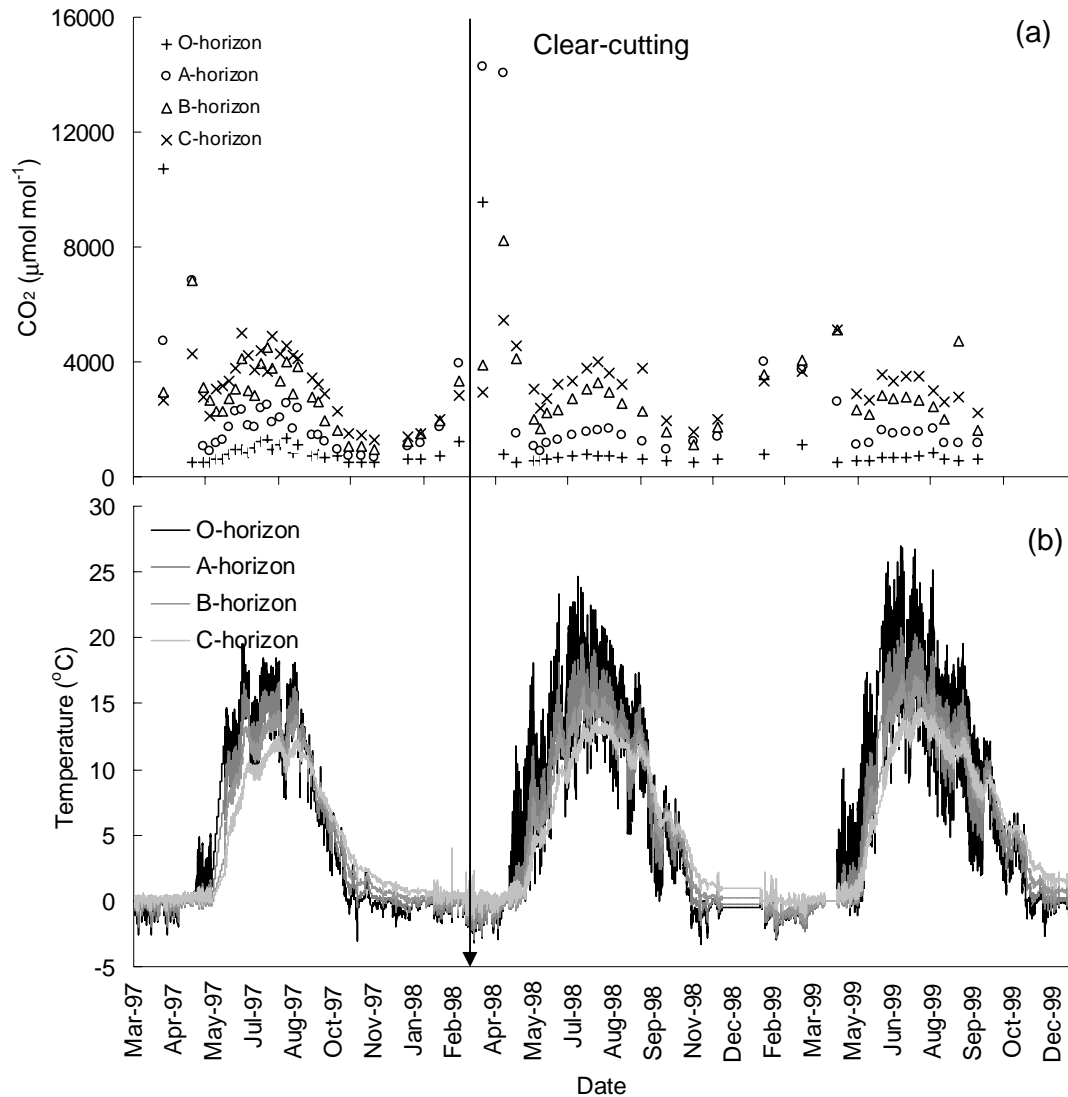 16000
12000
8000
4000
0
CO2 (μmol mol-1)
O-horizon
A-horizon
B-horizon
C-horizon
Clear-cutting
(a)
30
25
20
15
10
5
0
-5
Temperature (oC)
O-horizon
A-horizon
B-horizon
C-horizon
(b)
Mar-97
Apr-97
May-97
Jul-97
Aug-97
Oct-97
Nov-97
Jan-98
Feb-98
Apr-98
May-98
Jul-98
Aug-98
Sep-98
Nov-98
Dec-98
Feb-99
Mar-99
May-99
Jun-99
Aug-99
Oct-99
Dec-99
Date